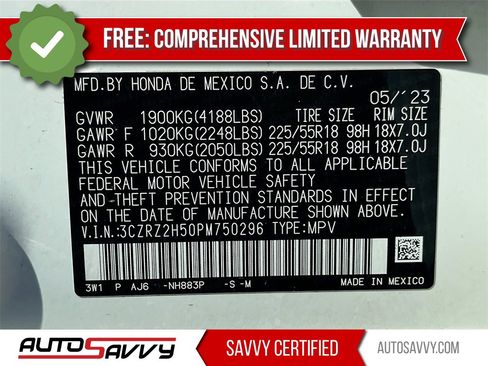 FREE: COMPREHENSIVE LIMITED WARRANTY
MFD.BY HONDA DE MEXICO S.A. DE C.V.
05/'23
GVWR 1900KG(4188LBS) TIRE SIZE RIM SIZE
GAWR F 1020KG(2248LBS) 225/55R18 98H 18X7.0J
GAWR R 930KG(2050LBS) 225/55R18 98H 18X7.0J
THIS VEHICLE CONFORMS TO ALL APPLICABLE
FEDERAL MOTOR VEHICLE SAFETY
AND THEFT PREVENTION STANDARDS IN EFFECT ON
THE DATE OF MANUFACTURE SHOWN ABOVE.
V.I.N:3CZRZ2H50PM750296 TYPE:MPV
3W1 P AJ6 -NH883P -S -M
MADE IN MEXICO
AUTOSAVVY
SAVVY CERTIFIED
AUTOSAVVY.COM